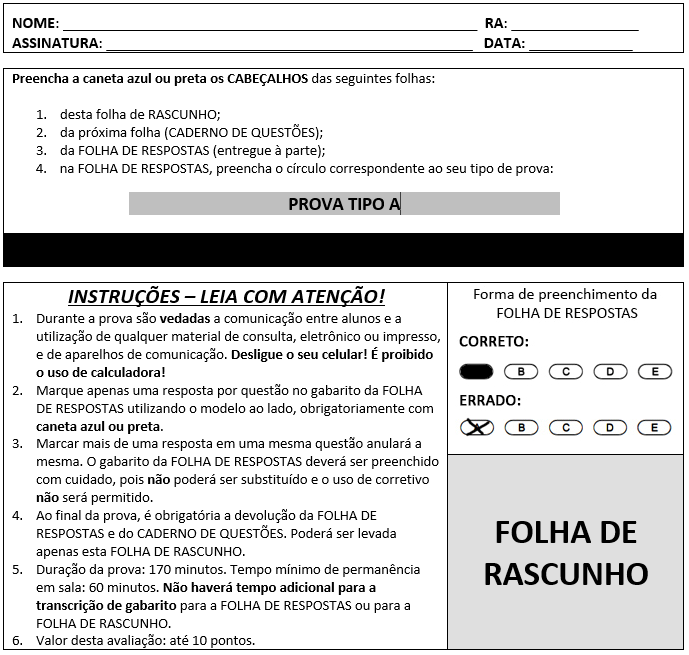 NOME: ______________________ RA: ____________
ASSINATURA: ______________________ DATA: ____________
Preencha a caneta azul ou preta os CABEÇALHOS das seguintes folhas:
1. desta folha de RASCUNHO;
2. da próxima folha (CADERNO DE QUESTÕES);
3. da FOLHA DE RESPOSTAS (entregue à parte);
4. na FOLHA DE RESPOSTAS, preencha o círculo correspondente ao seu tipo de prova:
PROVA TIPO A
INSTRUÇÕES – LEIA COM ATENÇÃO!
1. Durante a prova são vedadas a comunicação entre alunos e a
utilização de qualquer material de consulta, eletrônico ou impresso,
e de aparelhos de comunicação. Desligue o seu celular! É proibido
o uso de calculadora!
2. Marque apenas uma resposta por questão no gabarito da FOLHA
DE RESPOSTAS utilizando o modelo ao lado, obrigatoriamente com
caneta azul ou preta.
3. Marcar mais de uma resposta em uma mesma questão anulará a
mesma. O gabarito da FOLHA DE RESPOSTAS deverá ser preenchido
com cuidado, pois não poderá ser substituído e o uso de corretivo
não será permitido.
4. Ao final da prova, é obrigatória a devolução da FOLHA DE
RESPOSTAS e do CADERNO DE QUESTÕES. Poderá ser levada
apenas esta FOLHA DE RASCUNHO.
5. Duração da prova: 170 minutos. Tempo mínimo de permanência
em sala: 60 minutos. Não haverá tempo adicional para a
transcrição de gabarito para a FOLHA DE RESPOSTAS ou para a
FOLHA DE RASCUNHO.
6. Valor desta avaliação: até 10 pontos.
Forma de preenchimento da
FOLHA DE RESPOSTAS
CORRETO:
B C D E
ERRADO:
A B C D E
FOLHA DE
RASCUNHO